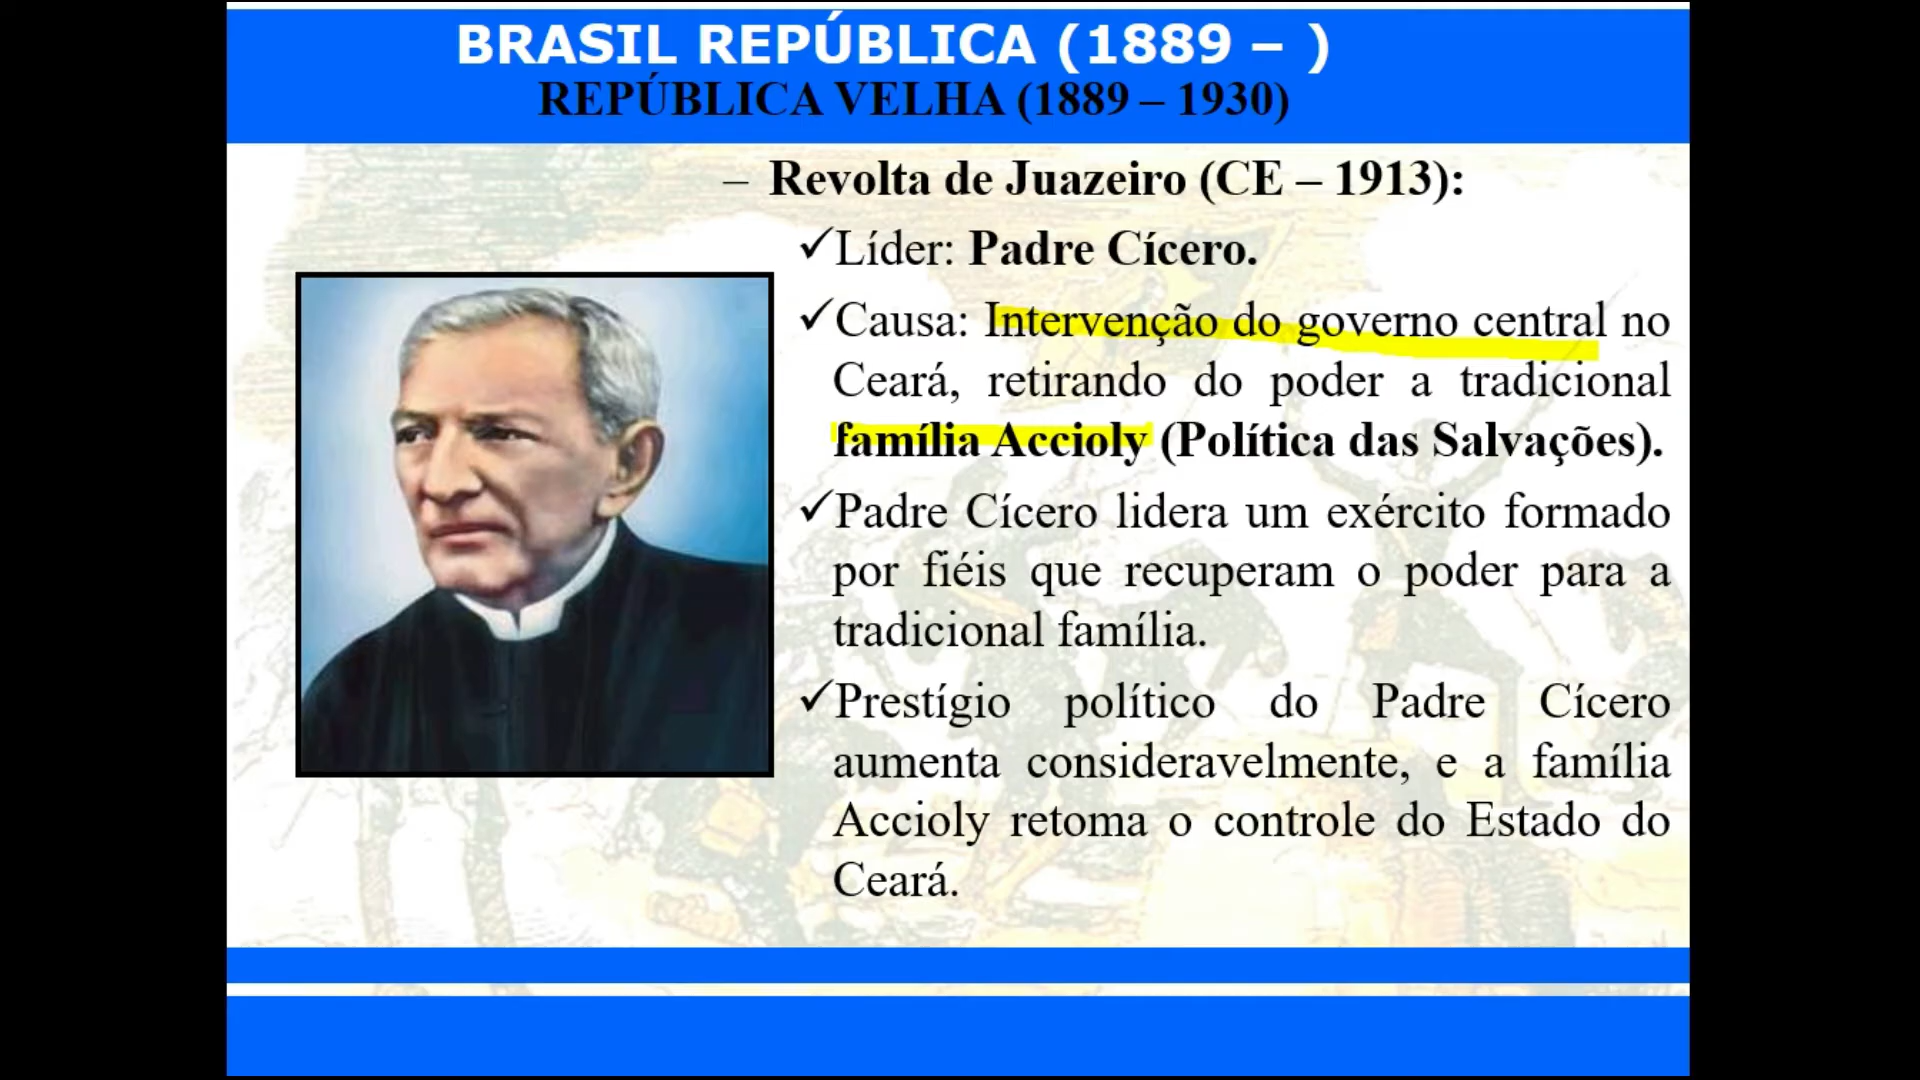 BRASIL REPÚBLICA (1889 – )
REPÚBLICA VELHA (1889 – 1930)
– Revolta de Juazeiro (CE – 1913):
✓Líder: Padre Cícero.
✓Causa: Intervenção do governo central no
Ceará, retirando do poder a tradicional
família Accioly (Política das Salvações).
✓Padre Cícero lidera um exército formado
por fiéis que recuperam o poder para a
tradicional família.
✓Prestígio político do Padre Cícero
aumenta consideravelmente, e a família
Accioly retoma o controle do Estado do
Ceará.